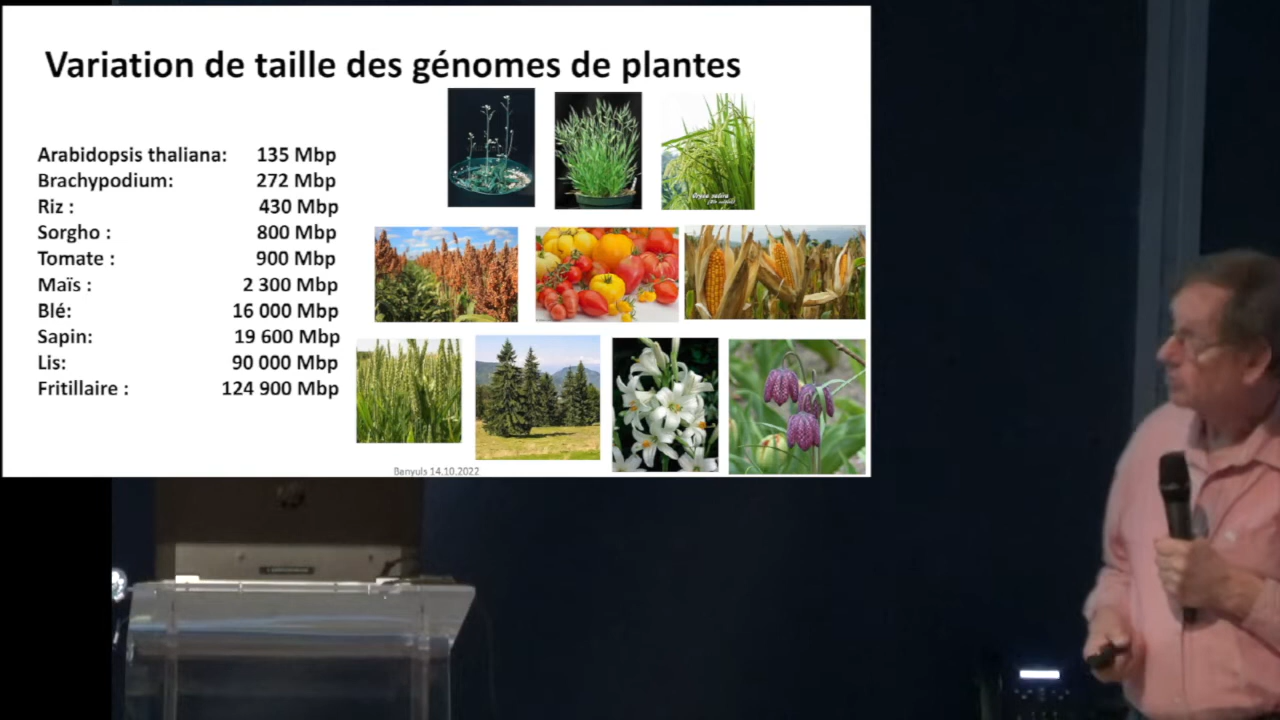 Variation de taille des génomes de plantes
Arabidopsis thaliana: 135 Mbp
Brachypodium: 272 Mbp
Riz : 430 Mbp
Sorgho : 800 Mbp
Tomate : 900 Mbp
Maïs : 2 300 Mbp
Blé: 16 000 Mbp
Sapin: 19 600 Mbp
Lis: 90 000 Mbp
Fritillaire : 124 900 Mbp
Banyuls 14.10.2022